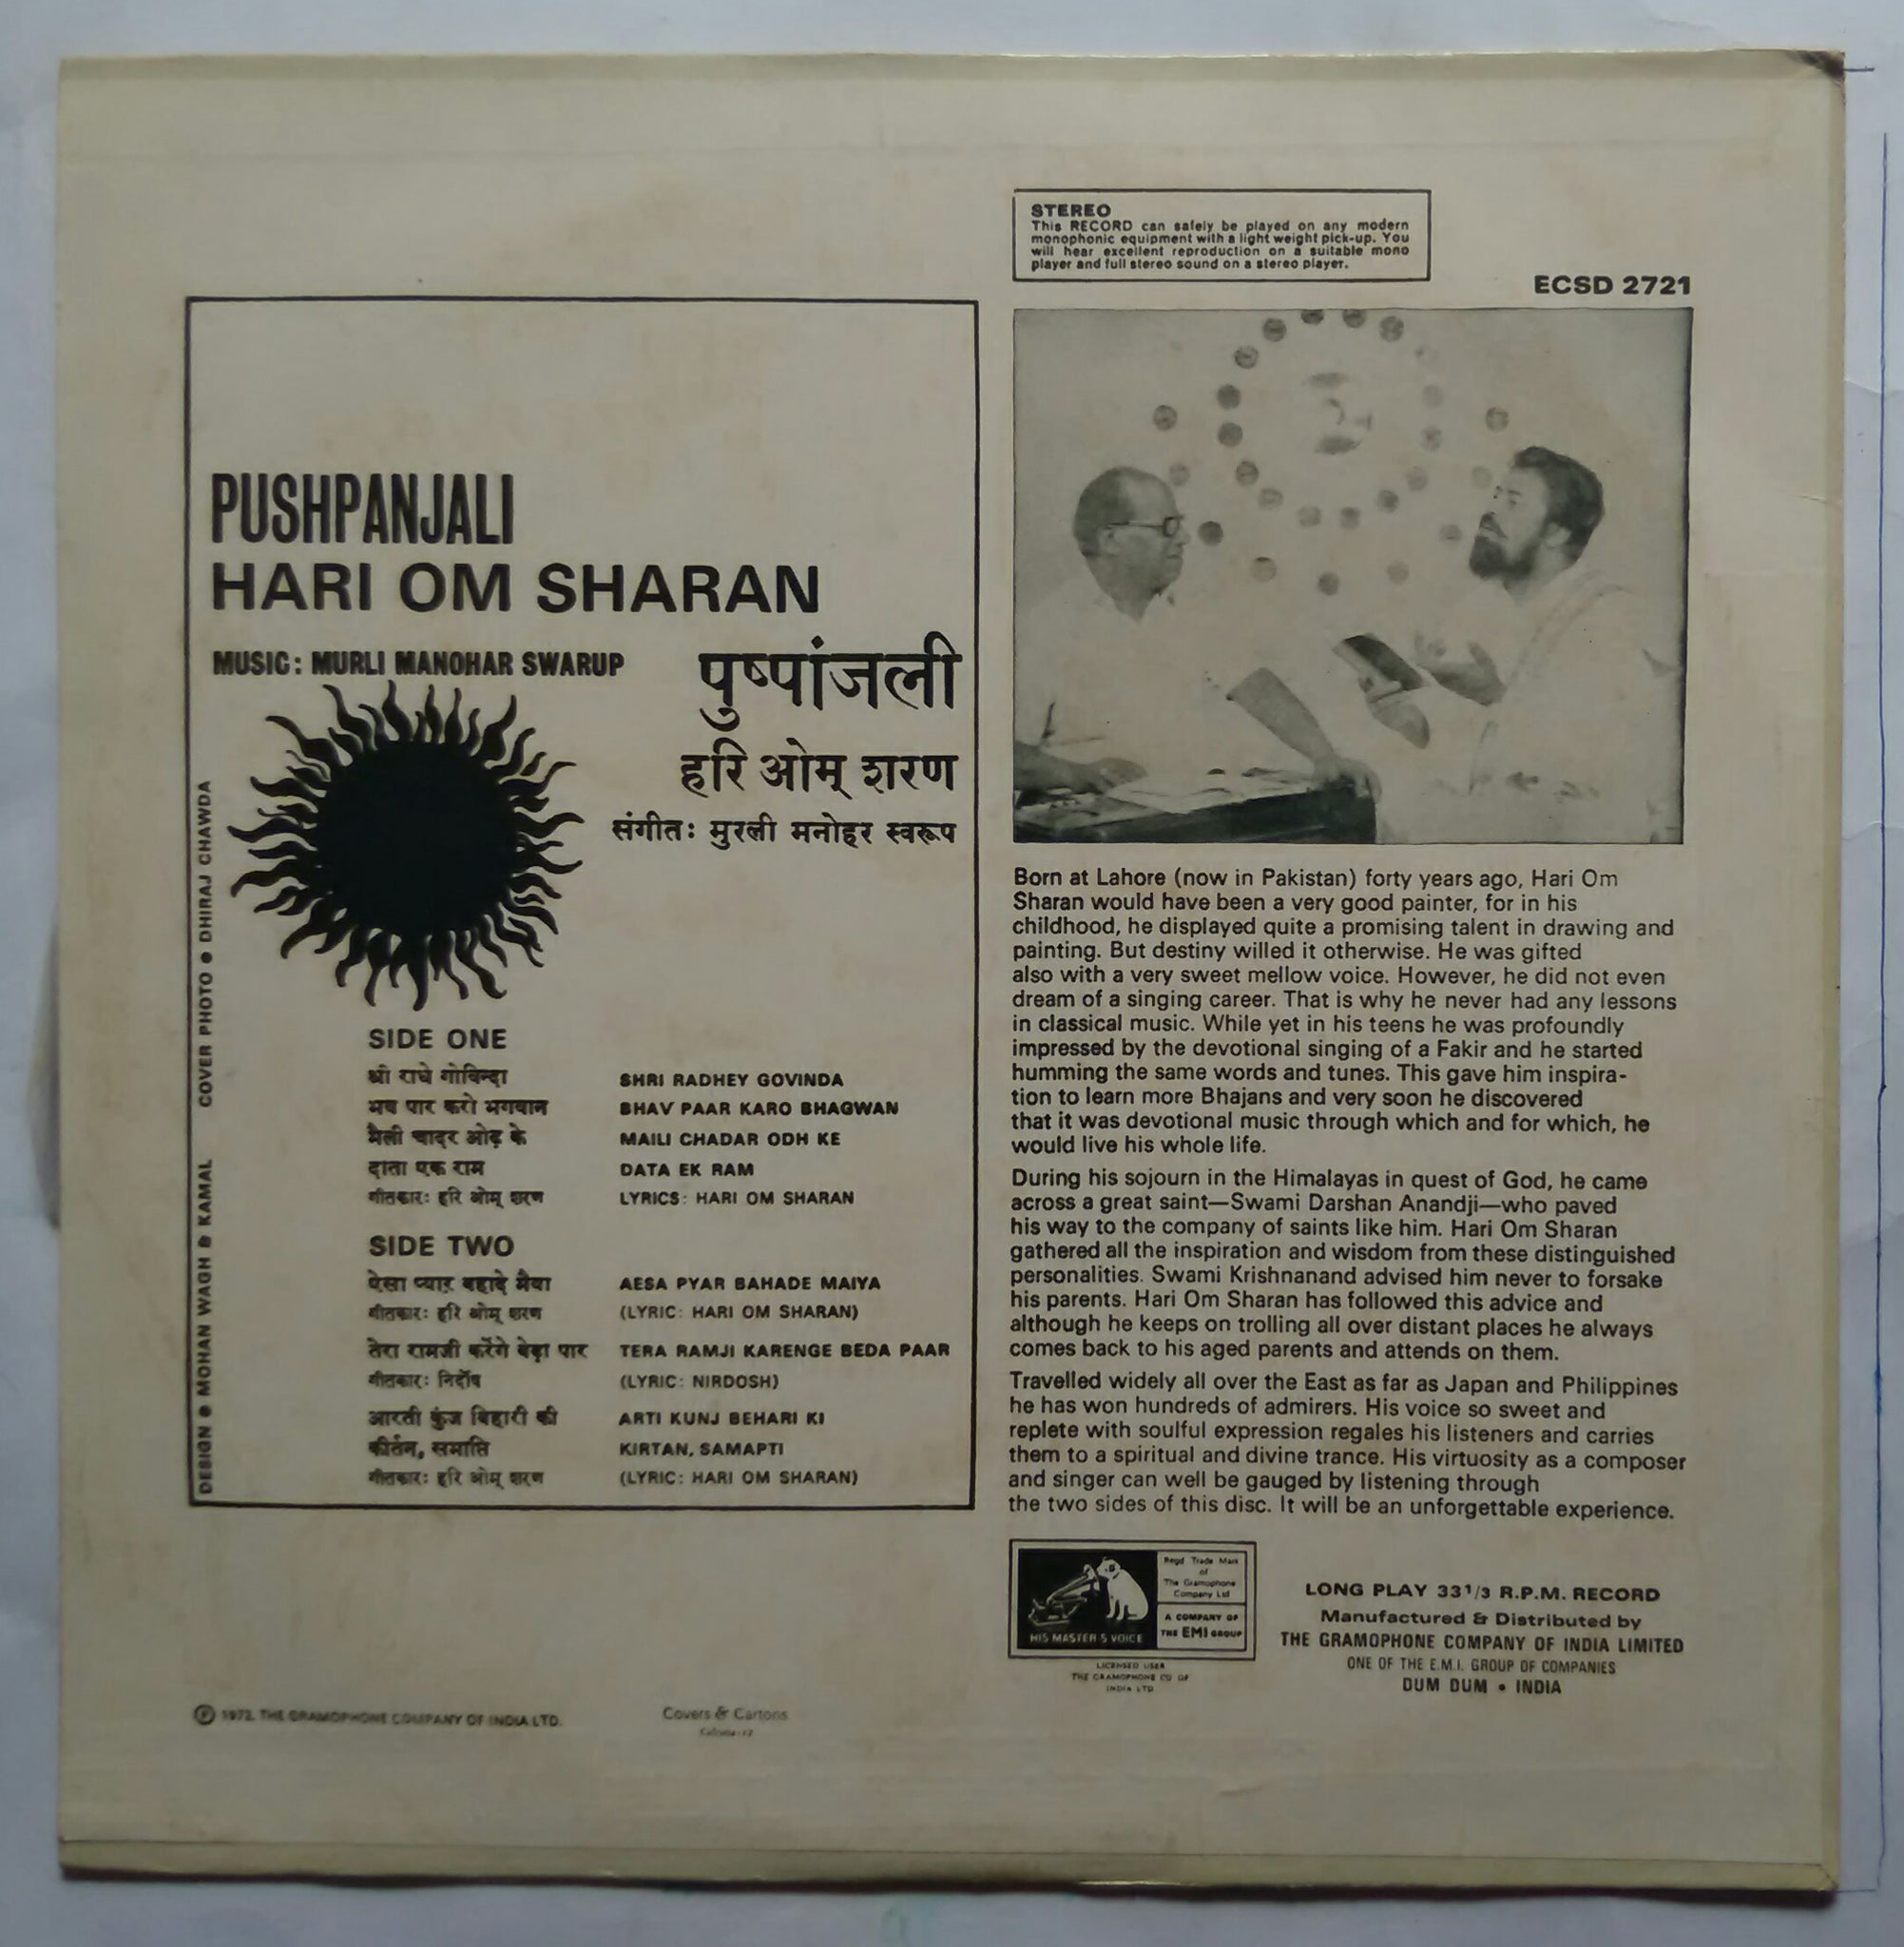 STEREO
This RECORD can safely be played on any modern
monophonic equipment with a light weight pick-up. You
will hear excellent reproduction on a suitable mono
player and full stereo sound on a stereo player.
ECSD 2721
PUSHPANJALI
HARI OM SHARAN
MUSIC: MURLI MANOHAR SWARUP
पुष्पांजली
हरि ओम् शरण
संगीत: मुरली मनोहर स्वरूप
DESIGN ● MOHAN WAGH & KAMAL COVER PHOTO ● DHIRAJ CHAWDA
SIDE ONE
श्री राधे गोविन्दा SHRI RADHEY GOVINDA
भव पार करो भगवान BHAV PAAR KARO BHAGWAN
मैली चादर ओढ़ के MAILI CHADAR ODH KE
दाता एक राम DATA EK RAM
गीतकार: हरि ओम् शरण LYRICS: HARI OM SHARAN
SIDE TWO
ऐसा प्यार बहादे मैया AESA PYAR BAHADE MAIYA
गीतकार: हरि ओम् शरण (LYRIC: HARI OM SHARAN)
तेरा रामजी करेंगे बेड़ा पार TERA RAMJI KARENGE BEDA PAAR
गीतकार: निर्दोष (LYRIC: NIRDOSH)
आरती कुंज बिहारी की ARTI KUNJ BEHARI KI
कीर्तन, समाप्ति KIRTAN, SAMAPTI
गीतकार: हरि ओम् शरण (LYRIC: HARI OM SHARAN)
Born at Lahore (now in Pakistan) forty years ago, Hari Om
Sharan would have been a very good painter, for in his
childhood, he displayed quite a promising talent in drawing and
painting. But destiny willed it otherwise. He was gifted
also with a very sweet mellow voice. However, he did not even
dream of a singing career. That is why he never had any lessons
in classical music. While yet in his teens he was profoundly
impressed by the devotional singing of a Fakir and he started
humming the same words and tunes. This gave him inspira-
tion to learn more Bhajans and very soon he discovered
that it was devotional music through which and for which, he
would live his whole life.
During his sojourn in the Himalayas in quest of God, he came
across a great saint—Swami Darshan Anandji—who paved
his way to the company of saints like him. Hari Om Sharan
gathered all the inspiration and wisdom from these distinguished
personalities. Swami Krishnanand advised him never to forsake
his parents. Hari Om Sharan has followed this advice and
although he keeps on trolling all over distant places he always
comes back to his aged parents and attends on them.
Travelled widely all over the East as far as Japan and Philippines
he has won hundreds of admirers. His voice so sweet and
replete with soulful expression regales his listeners and carries
them to a spiritual and divine trance. His virtuosity as a composer
and singer can well be gauged by listening through
the two sides of this disc. It will be an unforgettable experience.
HIS MASTER'S VOICE
Regd Trade Mark
of
The Gramophone
Company Ltd
A COMPANY OF
THE EMI GROUP
LICENSED USER
THE GRAMOPHONE CO OF
INDIA LTD
LONG PLAY 33 1/3 R.P.M. RECORD
Manufactured & Distributed by
THE GRAMOPHONE COMPANY OF INDIA LIMITED
ONE OF THE E.M.I. GROUP OF COMPANIES
DUM DUM • INDIA
Ⓟ THE GRAMOPHONE COMPANY OF INDIA LTD.
Covers & Cartons